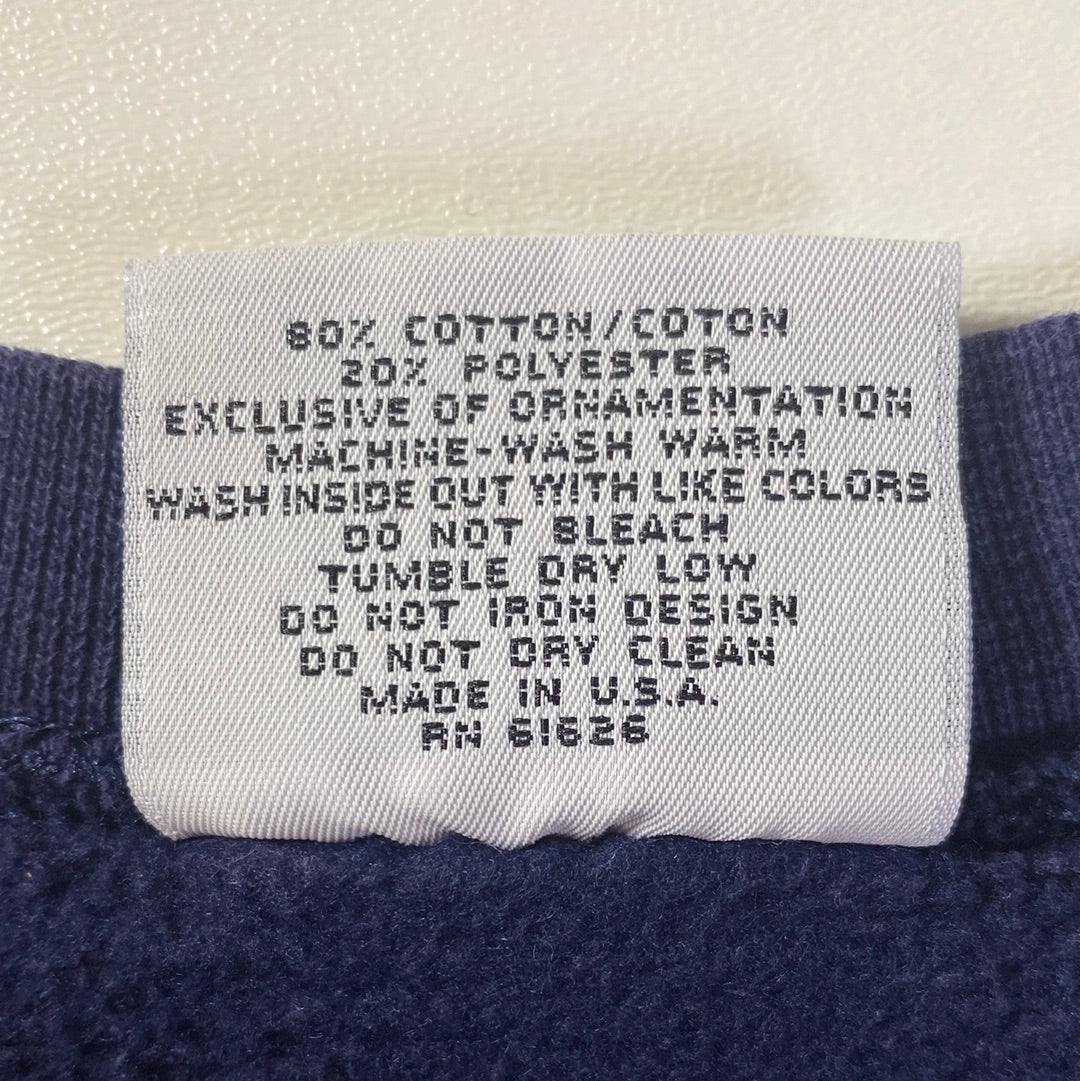 80% COTTON/COTON
20% POLYESTER
EXCLUSIVE OF ORNAMENTATION
MACHINE-WASH WARM
WASH INSIDE OUT WITH LIKE COLORS
DO NOT BLEACH
TUMBLE DRY LOW
DO NOT IRON DESIGN
DO NOT DRY CLEAN
MADE IN U.S.A.
RN 61626